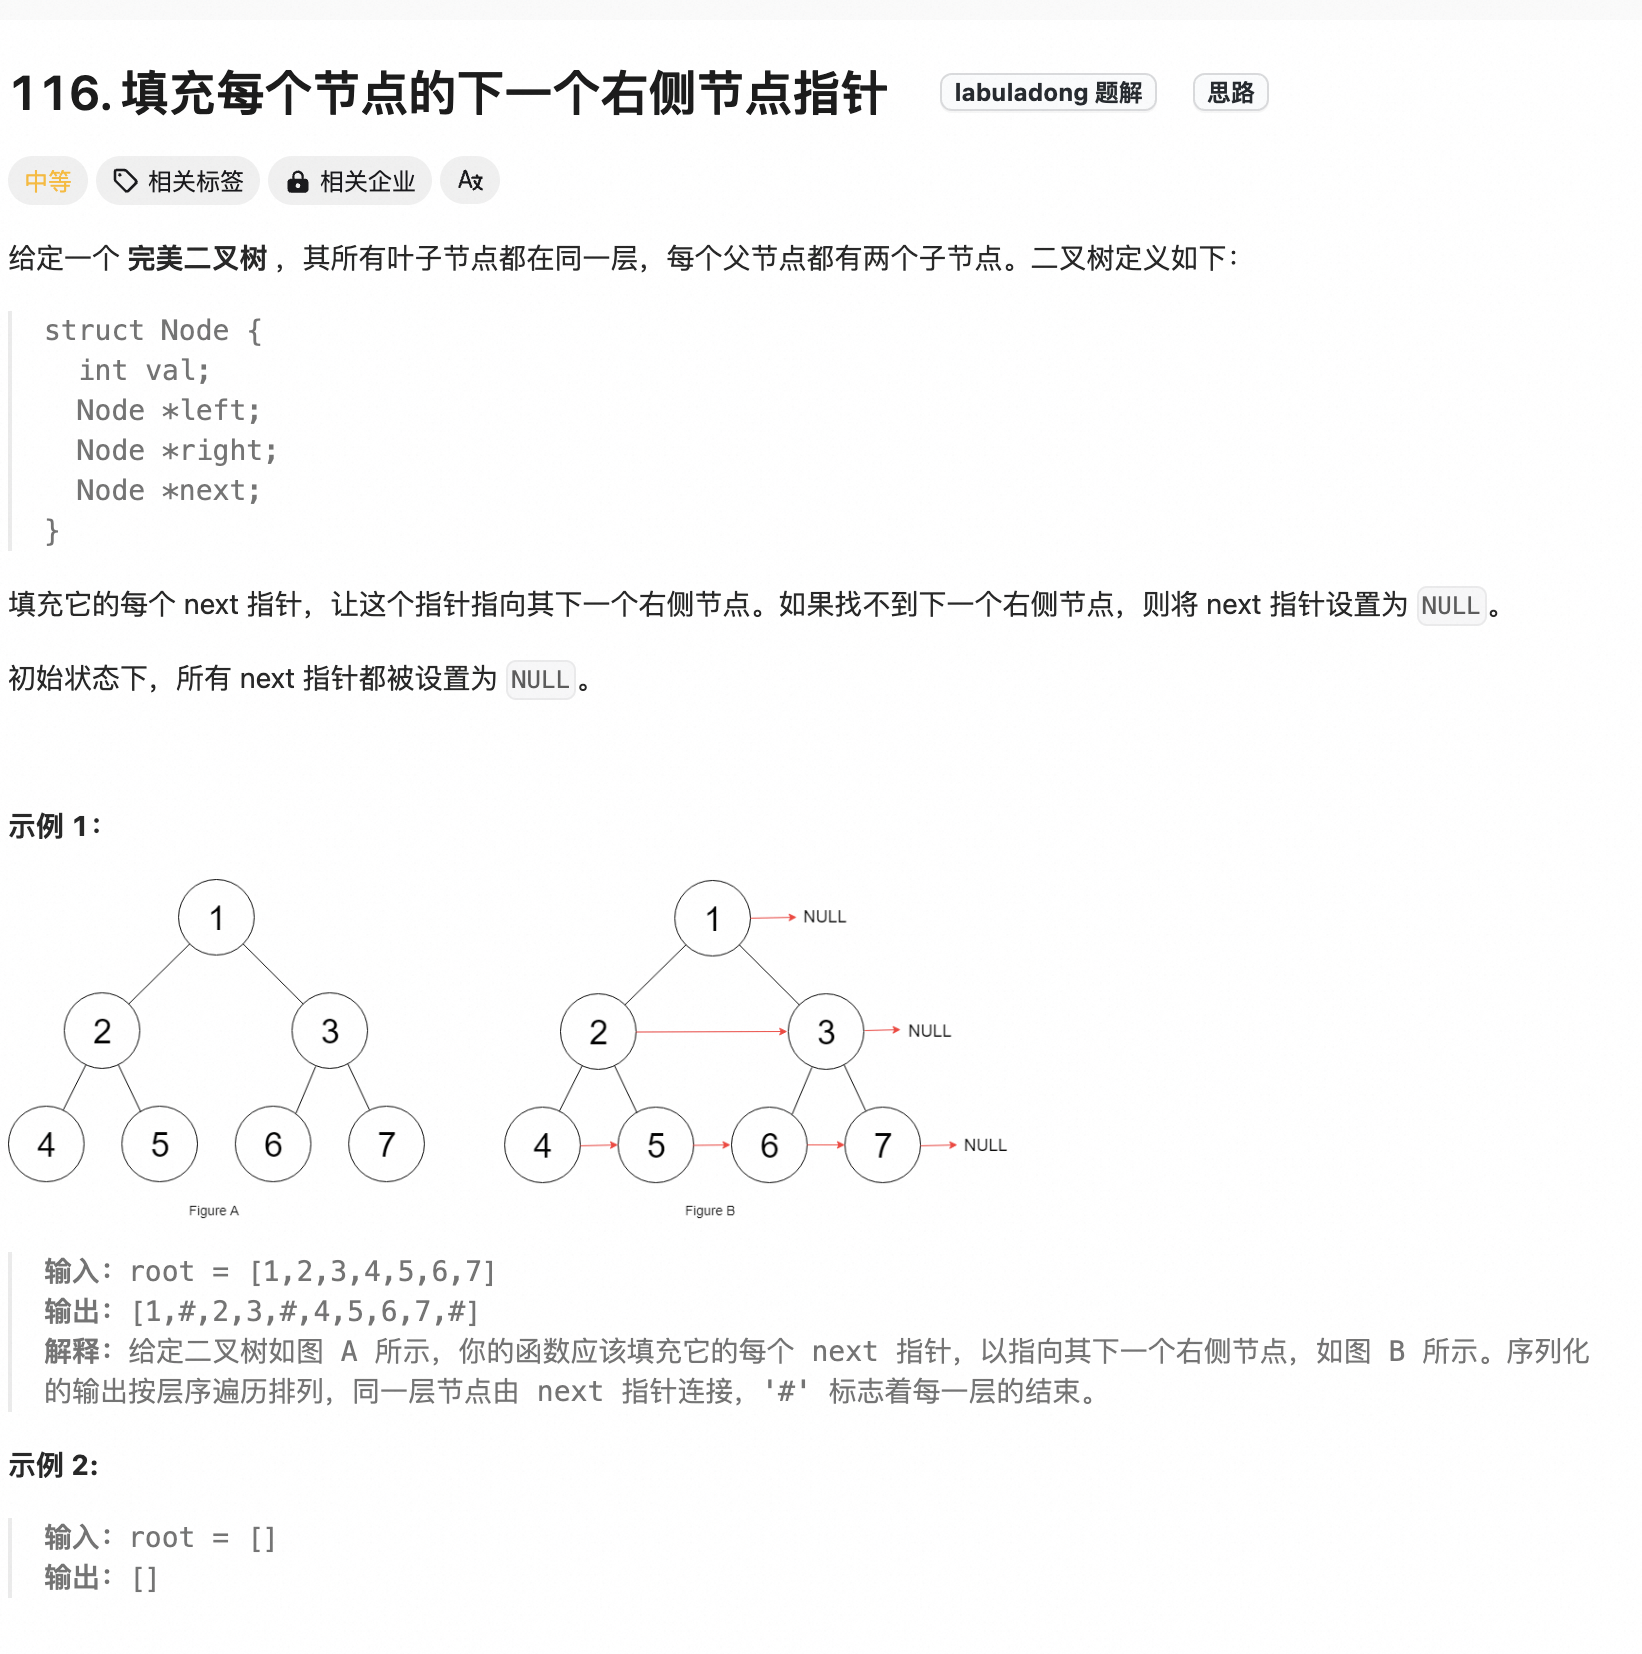 116. 填充每个节点的下一个右侧节点指针 labuladong 题解 思路
中等 相关标签 相关企业 A文
给定一个 完美二叉树 ，其所有叶子节点都在同一层，每个父节点都有两个子节点。二叉树定义如下：
struct Node {
  int val;
  Node *left;
  Node *right;
  Node *next;
}
填充它的每个 next 指针，让这个指针指向其下一个右侧节点。如果找不到下一个右侧节点，则将 next 指针设置为 NULL。
初始状态下，所有 next 指针都被设置为 NULL。
示例 1：
1 1 NULL
2 3 2 3 NULL
4 5 6 7 4 5 6 7 NULL
Figure A Figure B
输入：root = [1,2,3,4,5,6,7]
输出：[1,#,2,3,#,4,5,6,7,#]
解释：给定二叉树如图 A 所示，你的函数应该填充它的每个 next 指针，以指向其下一个右侧节点，如图 B 所示。序列化
的输出按层序遍历排列，同一层节点由 next 指针连接，'#' 标志着每一层的结束。
示例 2:
输入：root = []
输出：[]